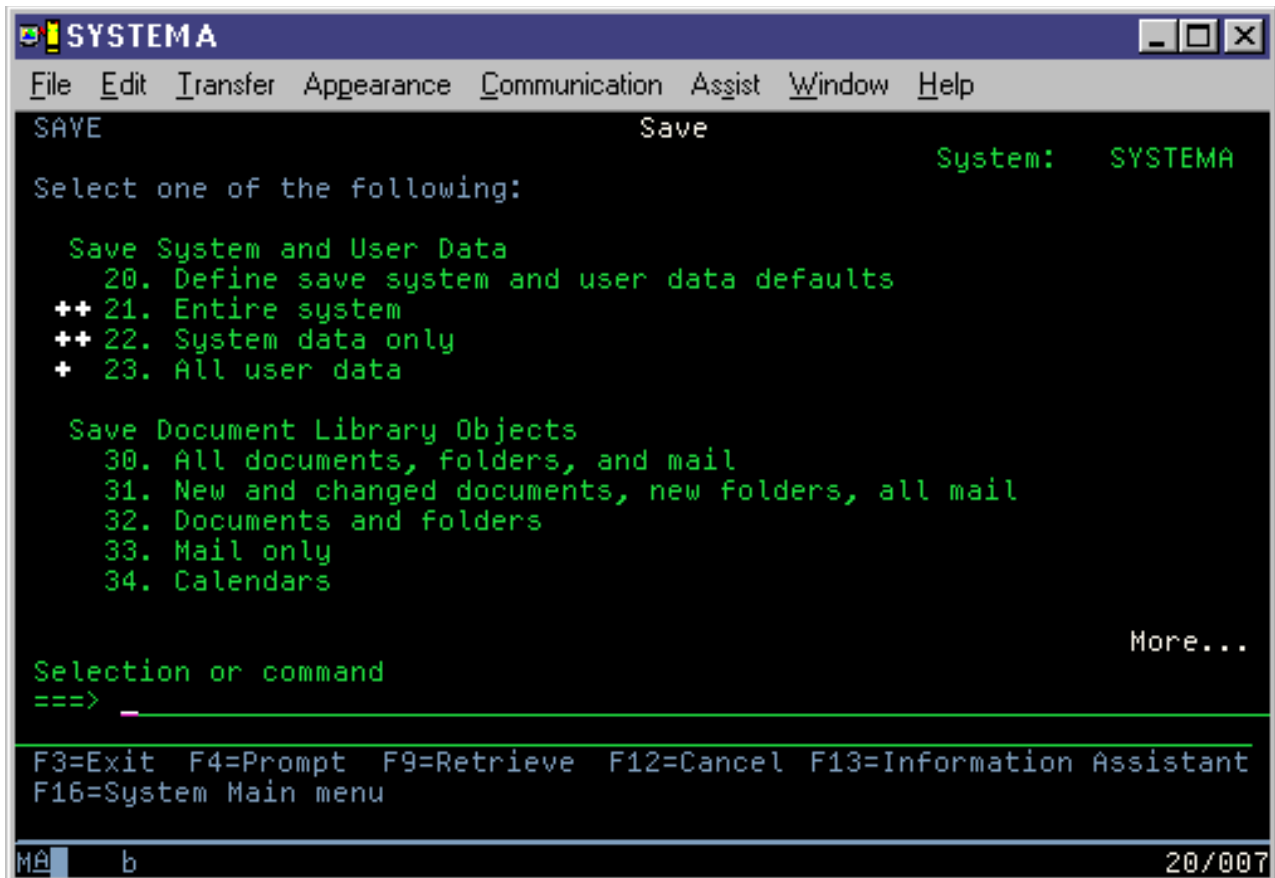 SYSTEMA
File Edit Transfer Appearance Communication Assist Window Help
SAVE Save
System: SYSTEMA
Select one of the following:
Save System and User Data
20. Define save system and user data defaults
++ 21. Entire system
++ 22. System data only
+ 23. All user data
Save Document Library Objects
30. All documents, folders, and mail
31. New and changed documents, new folders, all mail
32. Documents and folders
33. Mail only
34. Calendars
More...
Selection or command
===> _
F3=Exit F4=Prompt F9=Retrieve F12=Cancel F13=Information Assistant
F16=System Main menu
MA b 20/007